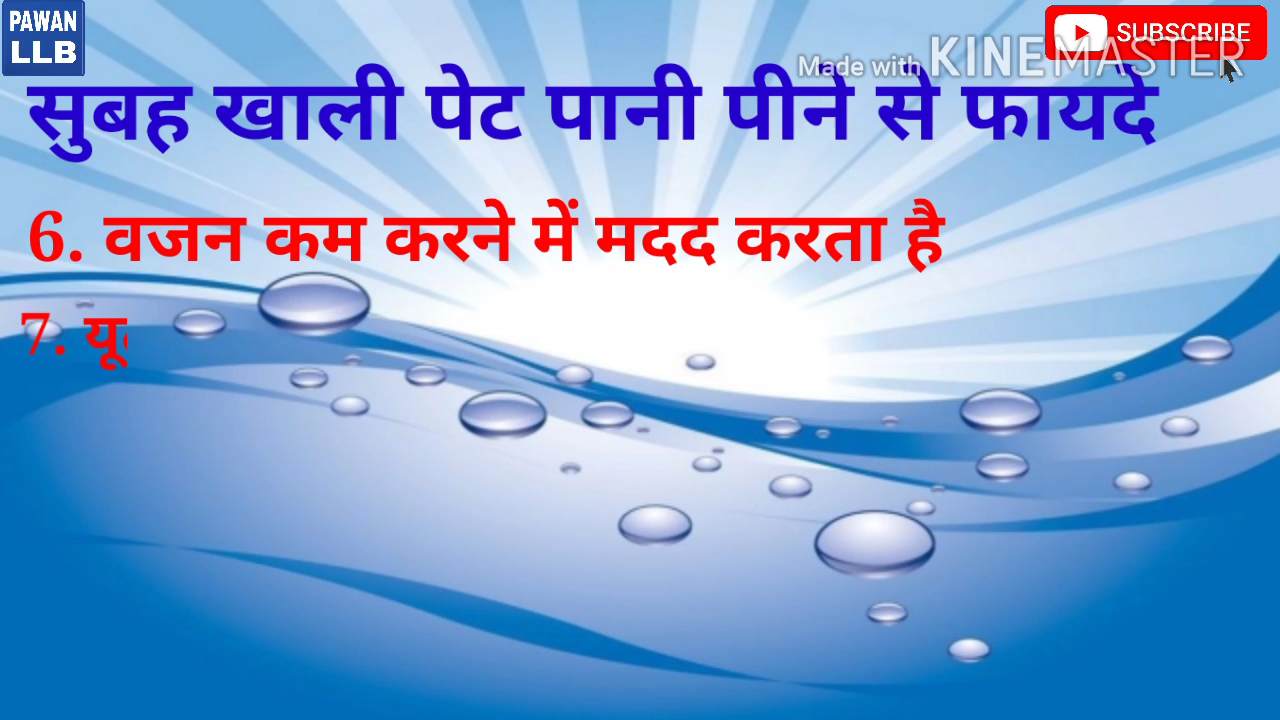 PAWAN
LLB
SUBSCRIBE
Made with KINEMASTER
सुबह खाली पेट पानी पीने से फायदे
6. वजन कम करने में मदद करता है
7.